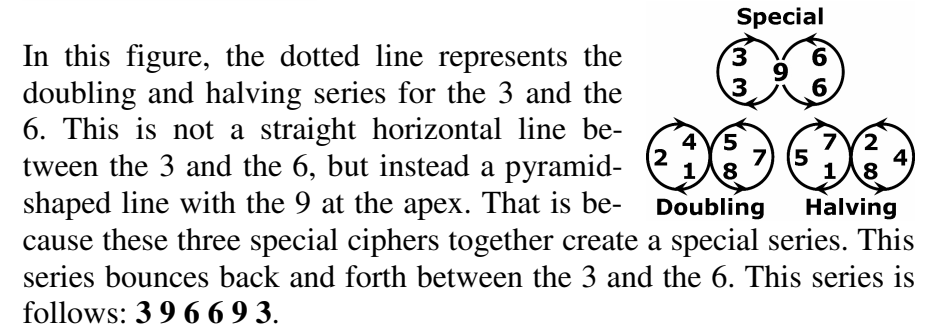 Special
3 6
9
3 6
In this figure, the dotted line represents the
doubling and halving series for the 3 and the
6. This is not a straight horizontal line be-
tween the 3 and the 6, but instead a pyramid-
shaped line with the 9 at the apex. That is be-
4 5 7 2
2 7 5 4
1 8 1 8
Doubling Halving
cause these three special ciphers together create a special series. This
series bounces back and forth between the 3 and the 6. This series is
follows: 3 9 6 6 9 3.